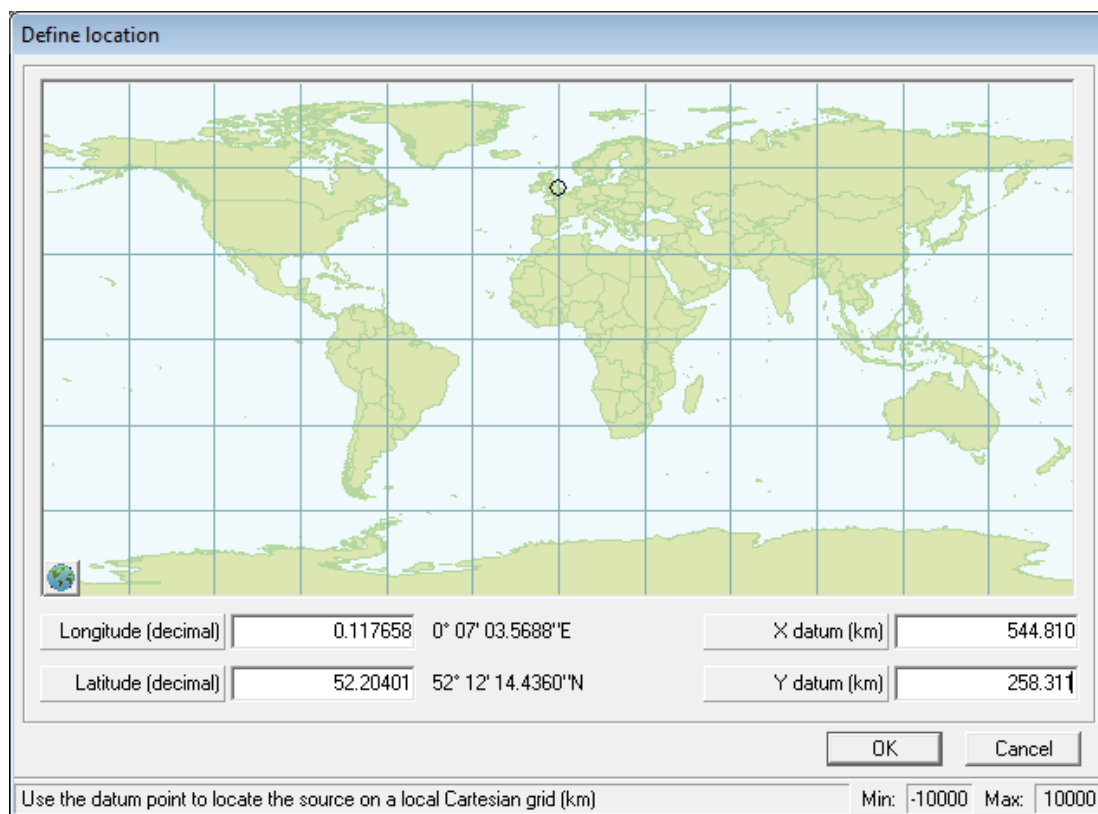 Define location
Longitude (decimal) 0.117658 0° 07' 03.5688"E X datum (km) 544.810
Latitude (decimal) 52.20401 52° 12' 14.4360"N Y datum (km) 258.311
OK Cancel
Use the datum point to locate the source on a local Cartesian grid (km) Min: -10000 Max: 10000